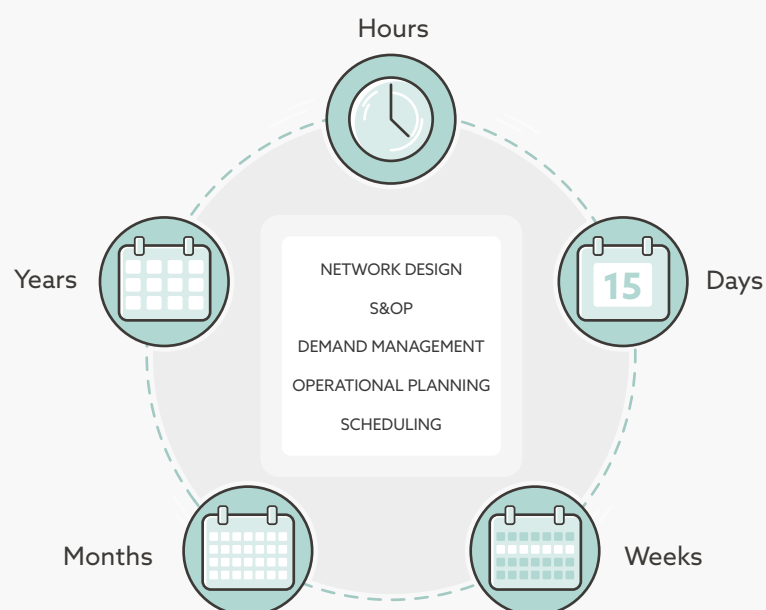 Hours
Years
Days
15
NETWORK DESIGN
S&OP
DEMAND MANAGEMENT
OPERATIONAL PLANNING
SCHEDULING
Months
Weeks